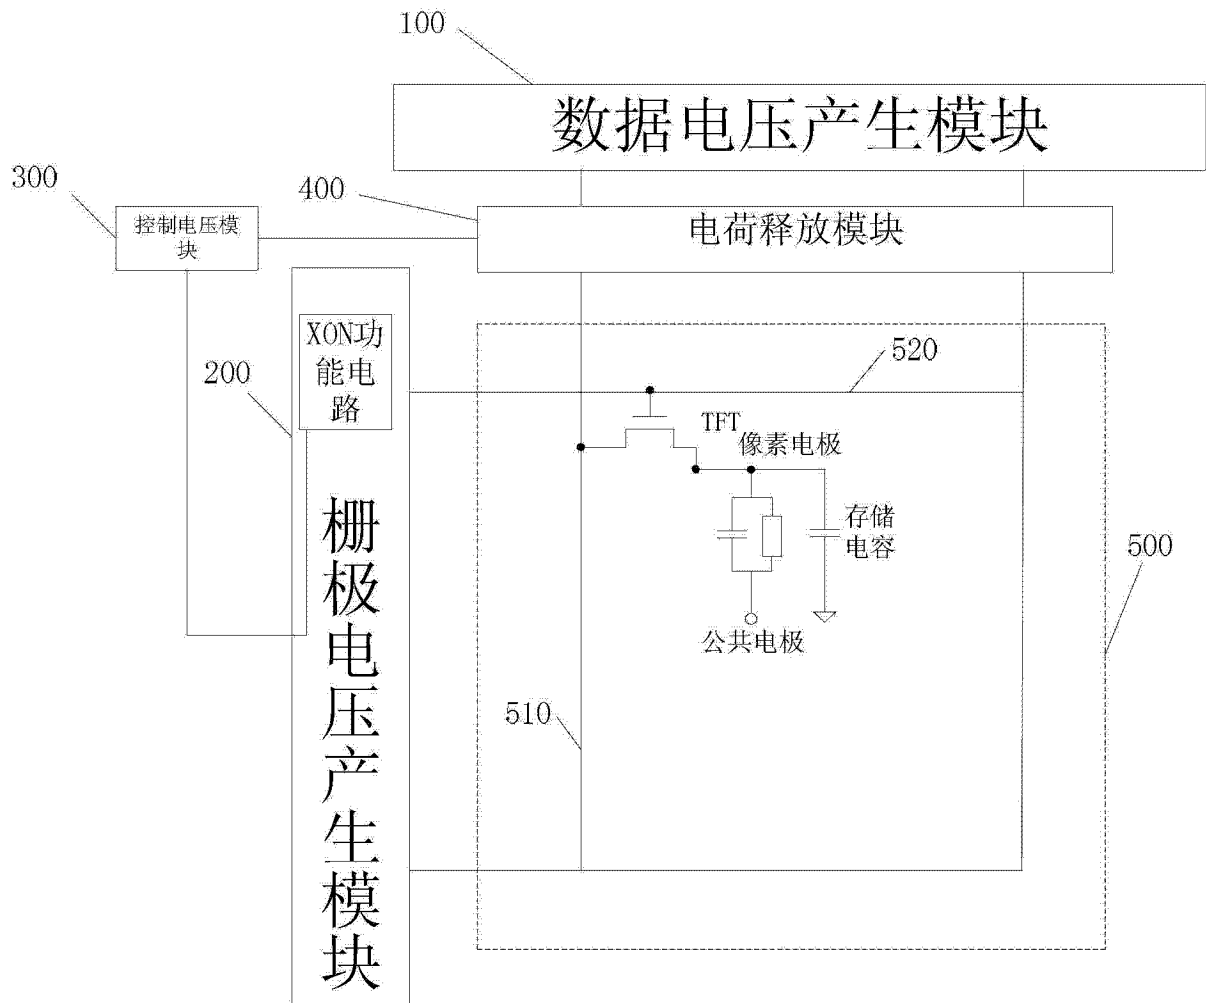 100
数据电压产生模块
300
400
控制电压模
块
电荷释放模块
XON功
能电
路
200
520
TFT
像素电极
存储
电容
500
公共电极
510
栅极电压产生模块